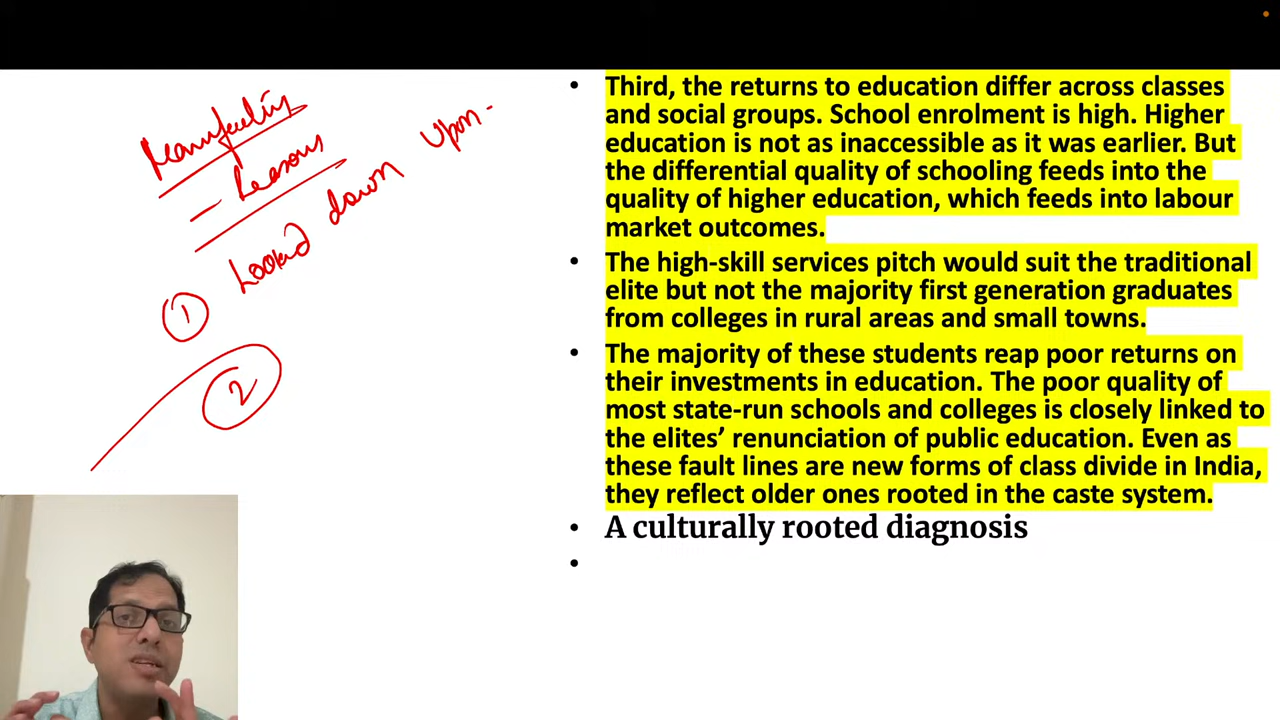 Manufacturing
- Reasons
① Looked down upon -
②
• Third, the returns to education differ across classes
and social groups. School enrolment is high. Higher
education is not as inaccessible as it was earlier. But
the differential quality of schooling feeds into the
quality of higher education, which feeds into labour
market outcomes.
• The high-skill services pitch would suit the traditional
elite but not the majority first generation graduates
from colleges in rural areas and small towns.
• The majority of these students reap poor returns on
their investments in education. The poor quality of
most state-run schools and colleges is closely linked to
the elites’ renunciation of public education. Even as
these fault lines are new forms of class divide in India,
they reflect older ones rooted in the caste system.
• A culturally rooted diagnosis
•